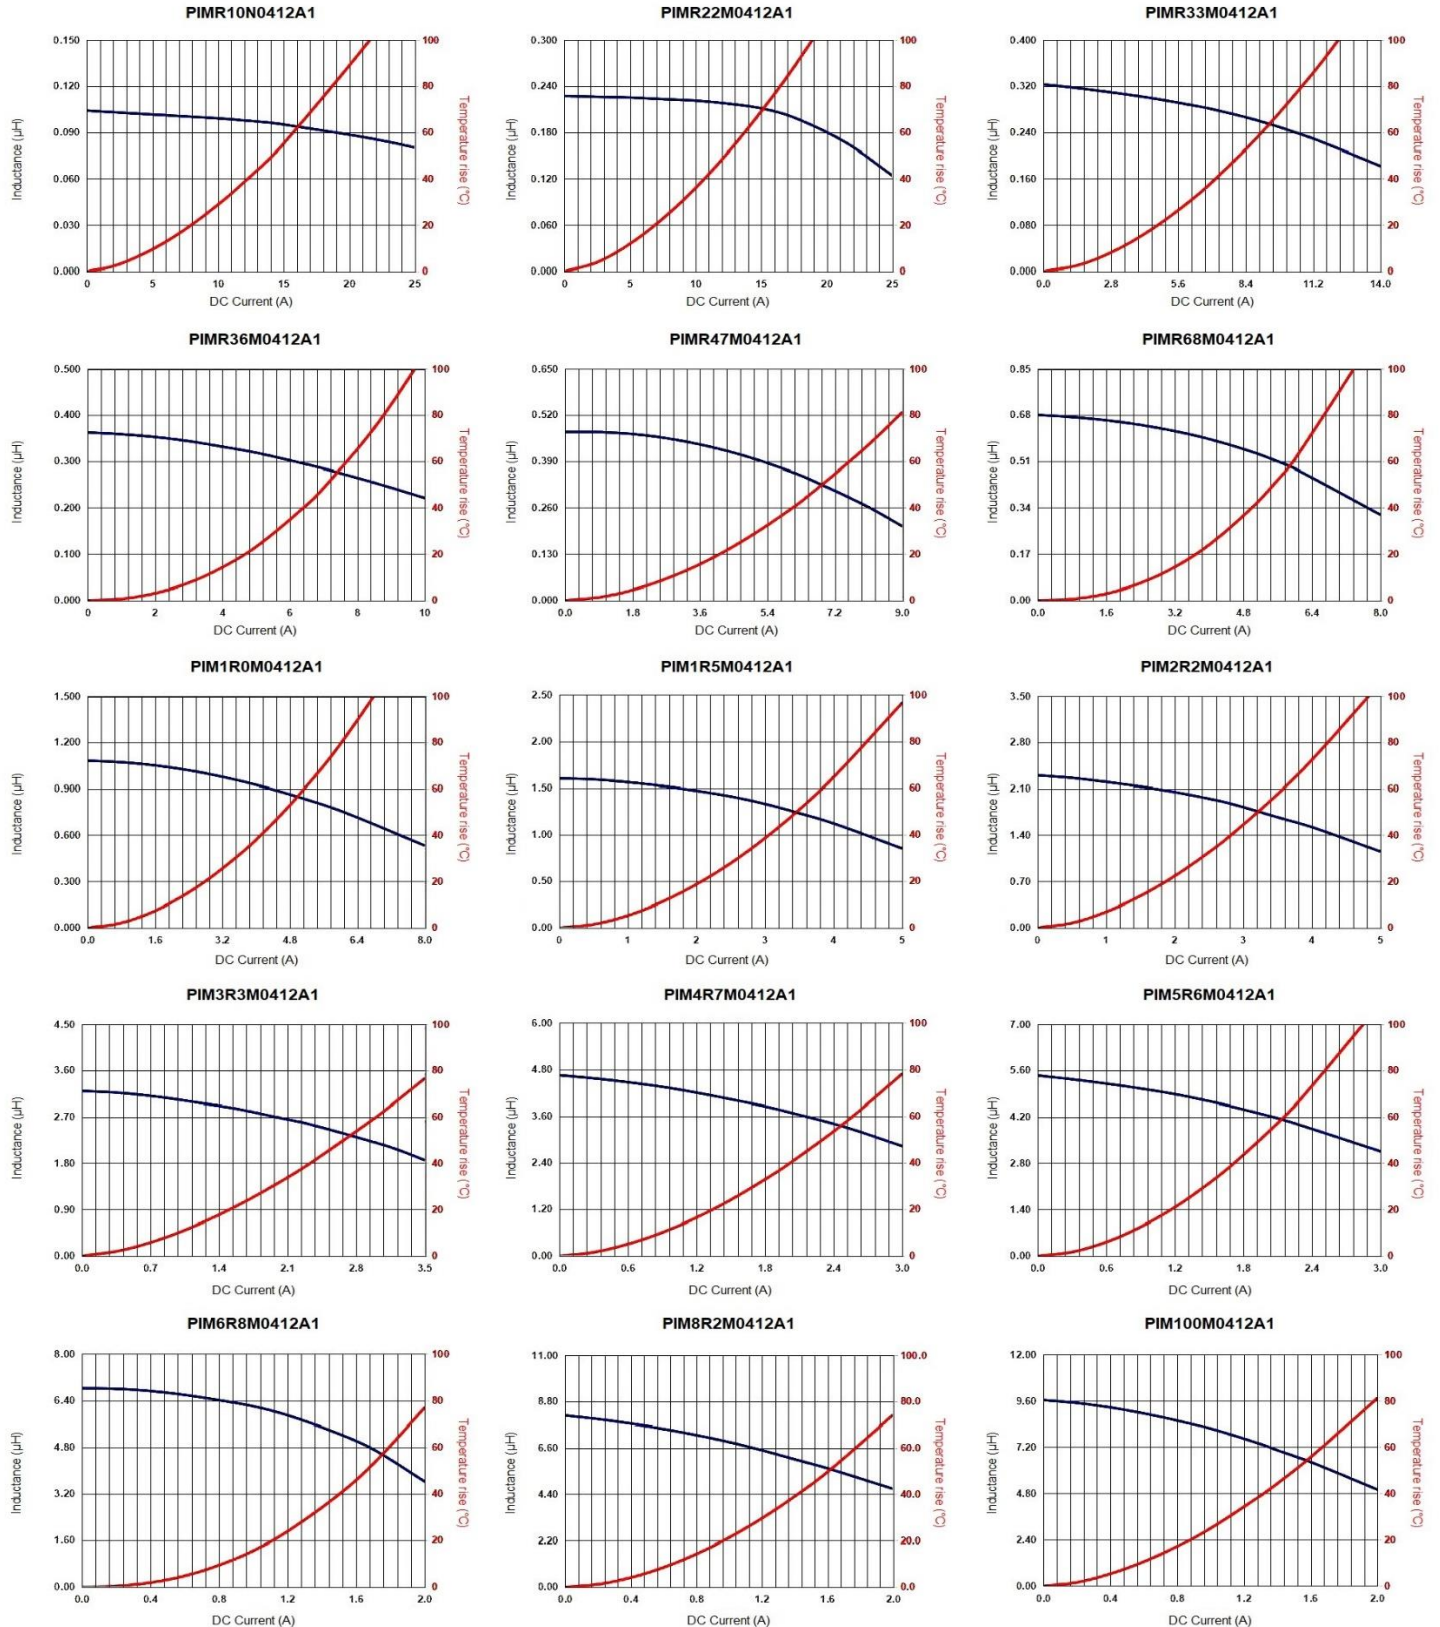 PIMR10N0412A1
0.150
0.120
0.090
0.060
0.030
0.000
Inductance (μH)
100
80
60
40
20
0
Temperature rise (℃)
0 5 10 15 20 25
DC Current (A)
PIMR22M0412A1
0.300
0.240
0.180
0.120
0.060
0.000
Inductance (μH)
100
80
60
40
20
0
Temperature rise (℃)
0 5 10 15 20 25
DC Current (A)
PIMR33M0412A1
0.400
0.320
0.240
0.160
0.080
0.000
Inductance (μH)
100
80
60
40
20
0
Temperature rise (℃)
0.0 2.8 5.6 8.4 11.2 14.0
DC Current (A)
PIMR36M0412A1
0.500
0.400
0.300
0.200
0.100
0.000
Inductance (μH)
100
80
60
40
20
0
Temperature rise (℃)
0 2 4 6 8 10
DC Current (A)
PIMR47M0412A1
0.650
0.520
0.390
0.260
0.130
0.000
Inductance (μH)
100
80
60
40
20
0
Temperature rise (℃)
0.0 1.8 3.6 5.4 7.2 9.0
DC Current (A)
PIMR68M0412A1
0.85
0.68
0.51
0.34
0.17
0.00
Inductance (μH)
100
80
60
40
20
0
Temperature rise (℃)
0.0 1.6 3.2 4.8 6.4 8.0
DC Current (A)
PIM1R0M0412A1
1.500
1.200
0.900
0.600
0.300
0.000
Inductance (μH)
100
80
60
40
20
0
Temperature rise (℃)
0.0 1.6 3.2 4.8 6.4 8.0
DC Current (A)
PIM1R5M0412A1
2.50
2.00
1.50
1.00
0.50
0.00
Inductance (μH)
100
80
60
40
20
0
Temperature rise (℃)
0 1 2 3 4 5
DC Current (A)
PIM2R2M0412A1
3.50
2.80
2.10
1.40
0.70
0.00
Inductance (μH)
100
80
60
40
20
0
Temperature rise (℃)
0 1 2 3 4 5
DC Current (A)
PIM3R3M0412A1
4.50
3.60
2.70
1.80
0.90
0.00
Inductance (μH)
100
80
60
40
20
0
Temperature rise (℃)
0.0 0.7 1.4 2.1 2.8 3.5
DC Current (A)
PIM4R7M0412A1
6.00
4.80
3.60
2.40
1.20
0.00
Inductance (μH)
100
80
60
40
20
0
Temperature rise (℃)
0.0 0.6 1.2 1.8 2.4 3.0
DC Current (A)
PIM5R6M0412A1
7.00
5.60
4.20
2.80
1.40
0.00
Inductance (μH)
100
80
60
40
20
0
Temperature rise (℃)
0.0 0.6 1.2 1.8 2.4 3.0
DC Current (A)
PIM6R8M0412A1
8.00
6.40
4.80
3.20
1.60
0.00
Inductance (μH)
100
80
60
40
20
0
Temperature rise (℃)
0.0 0.4 0.8 1.2 1.6 2.0
DC Current (A)
PIM8R2M0412A1
11.00
8.80
6.60
4.40
2.20
0.00
Inductance (μH)
100.0
80.0
60.0
40.0
20.0
0.0
Temperature rise (℃)
0.0 0.4 0.8 1.2 1.6 2.0
DC Current (A)
PIM100M0412A1
12.00
9.60
7.20
4.80
2.40
0.00
Inductance (μH)
100
80
60
40
20
0
Temperature rise (℃)
0.0 0.4 0.8 1.2 1.6 2.0
DC Current (A)